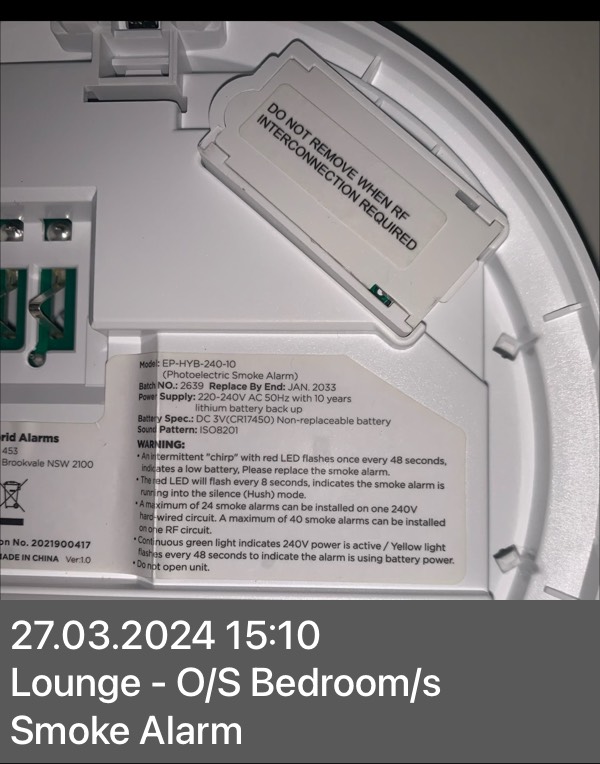 DO NOT REMOVE WHEN RF
INTERCONNECTION REQUIRED
Model: EP-HYB-240-10
(Photoelectric Smoke Alarm)
Batch NO.: 2639 Replace By End: JAN. 2033
Power Supply: 220-240V AC 50Hz with 10 years
lithium battery back up
Battery Spec.: DC 3V(CR17450) Non-replaceable battery
Sound Pattern: ISO8201
WARNING:
• An intermittent "chirp" with red LED flashes once every 48 seconds,
indicates a low battery, Please replace the smoke alarm.
• The red LED will flash every 8 seconds, indicates the smoke alarm is
running into the silence (Hush) mode.
• A maximum of 24 smoke alarms can be installed on one 240V
hard-wired circuit. A maximum of 40 smoke alarms can be installed
on one RF circuit.
• Continuous green light indicates 240V power is active / Yellow light
flashes every 48 seconds to indicate the alarm is using battery power.
• Do not open unit.
rid Alarms
453
Brookvale NSW 2100
on No. 2021900417
MADE IN CHINA Ver:1.0
27.03.2024 15:10
Lounge - O/S Bedroom/s
Smoke Alarm